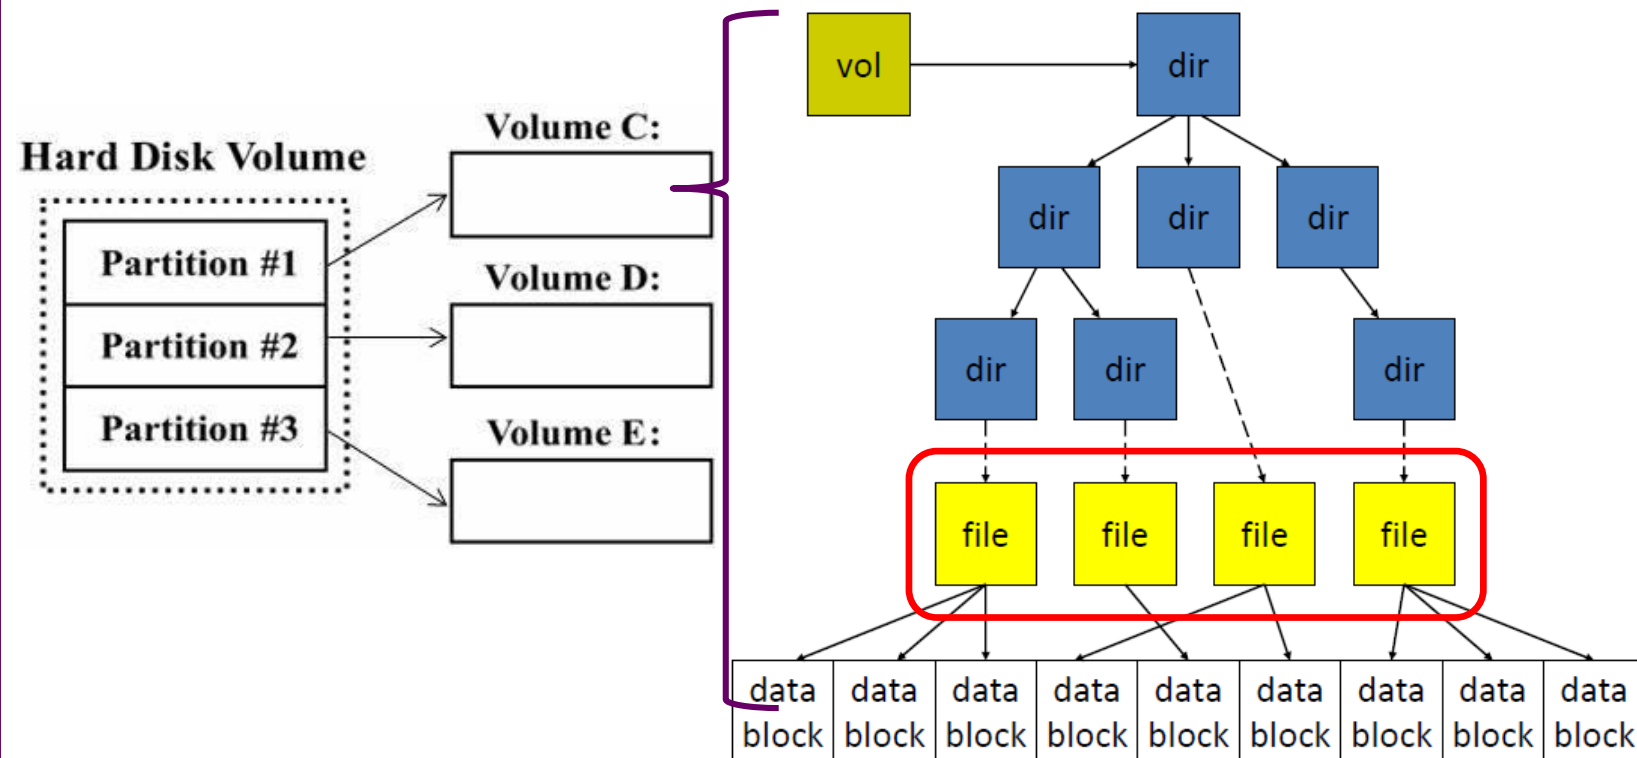 Hard Disk Volume
Partition #1
Partition #2
Partition #3
Volume C:
Volume D:
Volume E:
vol
dir
dir
dir
dir
dir
dir
dir
file
file
file
file
data block
data block
data block
data block
data block
data block
data block
data block
data block